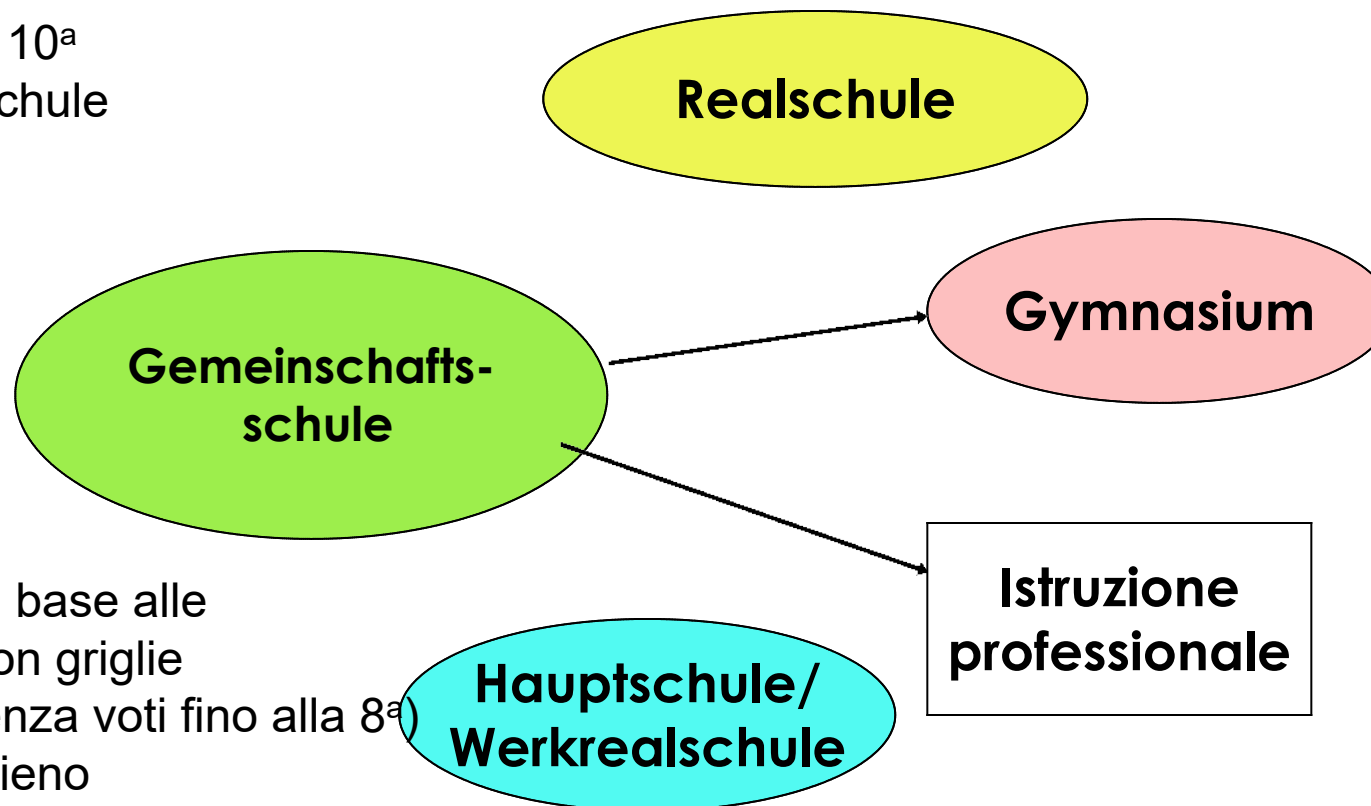 10ª
chule
Realschule
Gymnasium
Gemeinschafts-
schule
Istruzione
professionale
base alle
on griglie
enza voti fino alla 8ª)
ieno
Hauptschule/
Werkrealschule